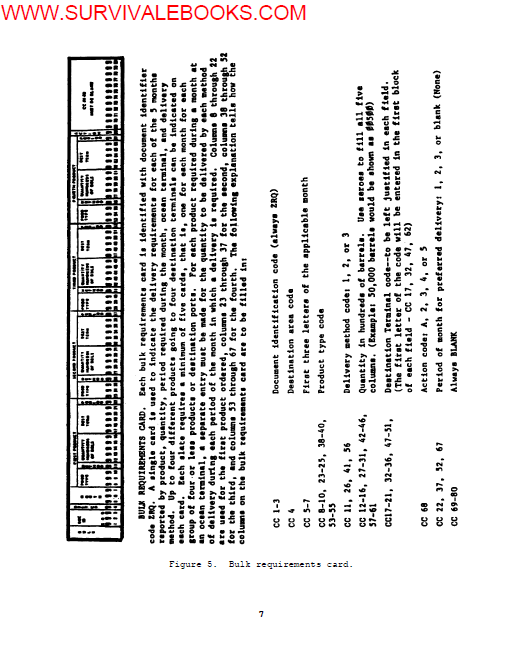 WWW.SURVIVALEBOOKS.COM
FOURTH PRODUCT
THIRD PRODUCT
SECOND PRODUCT
FIRST PRODUCT
BULK REQUIREMENTS CARD. Each bulk requirements card is identified with document identifier
code ZRQ. A single card is used to indicate the delivery requirements for each of the 5 months
reported by product, quantity, period required during the month, ocean terminal, and delivery
method. Up to four different products going to four destination terminals can be indicated on
each card. Each slate requires a minimum of five cards, that is, one for each month for each
group of four or less products or destination ports. For each product required during a month at
an ocean terminal, a separate entry must be made for the quantity to be delivered by each method
of delivery during each period of the month in which delivery is required. Columns 8 through 22
are used for the first product ordered, columns 23 through 37 for the second, columns 38 through 52
for the third, and columns 53 through 67 for the fourth. The following explanation tells how the
columns on the bulk requirements card are to be filled in:
CC 1-3 Document identification code (always ZRQ)
CC 4 Destination area code
CC 5-7 First three letters of the applicable month
CC 8-10, 23-25, 38-40, Product type code
53-55
CC 11, 26, 41, 56 Delivery method code: 1, 2, or 3
CC 12-16, 27-31, 42-46, Quantity in hundreds of barrels. Use zeroes to fill all five
57-61 columns. (Example: 50,000 barrels would be shown as 00500)
CC17-21, 32-36, 47-51, Destination Terminal code--to be left justified in each field.
(The first letter of the code will be entered in the first block
of each field - CC 17, 32, 47, 62)
CC 68 Action code: A, 2, 3, 4, or 5
CC 22, 37, 52, 67 Period of month for preferred delivery: 1, 2, 3, or blank (None)
CC 69-80 Always BLANK
Figure 5. Bulk requirements card.
7